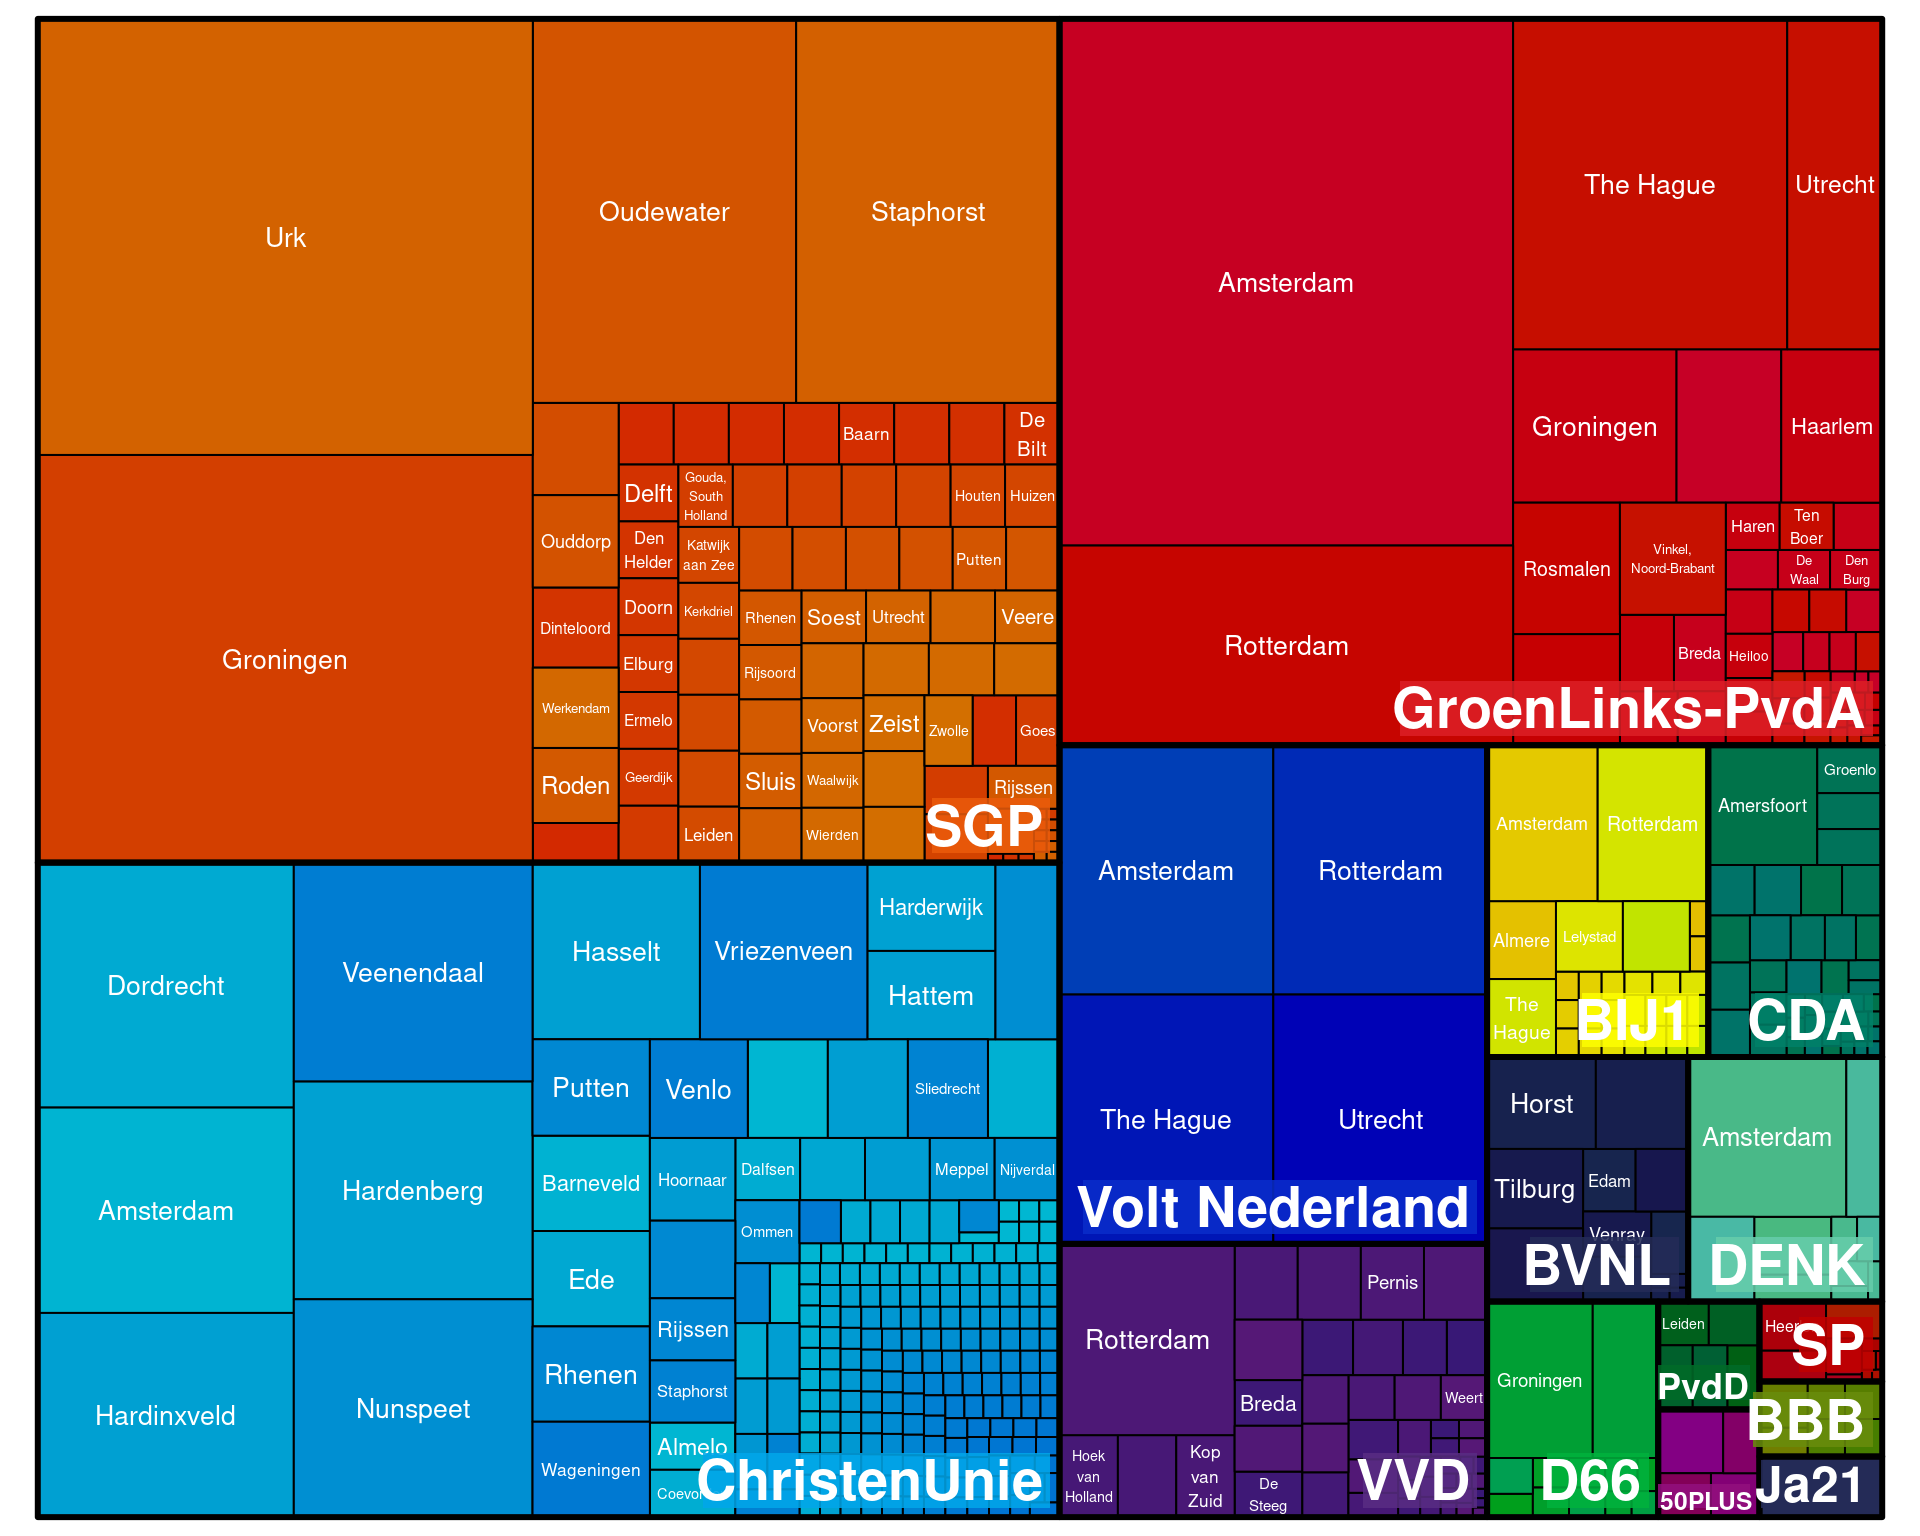 Urk
Oudewater
Staphorst
Groningen
Ouddorp
Dinteloord
Werkendam
Roden
Baarn
De
Bilt
Delft
Gouda,
South
Holland
Houten
Huizen
Den
Helder
Katwijk
aan Zee
Putten
Doorn
Kerkdriel
Rhenen
Soest
Utrecht
Veere
Elburg
Rijsoord
Ermelo
Voorst
Zeist
Zwolle
Goes
Geerdijk
Sluis
Waalwijk
Rijssen
Leiden
Wierden
SGP
Amsterdam
The Hague
Utrecht
Rotterdam
Groningen
Haarlem
Rosmalen
Vinkel,
Noord-Brabant
Haren
Ten
Boer
De
Waal
Den
Burg
Breda
Heiloo
GroenLinks-PvdA
Dordrecht
Veenendaal
Amsterdam
Hardenberg
Hardinxveld
Nunspeet
Hasselt
Vriezenveen
Harderwijk
Hattem
Putten
Venlo
Sliedrecht
Barneveld
Hoornaar
Dalfsen
Meppel
Nijverdal
Ommen
Ede
Rijssen
Rhenen
Staphorst
Almelo
Wageningen
ChristenUnie
Amsterdam
Rotterdam
The Hague
Utrecht
Volt Nederland
Rotterdam
Pernis
Breda
Weert
Hoek
van
Holland
Kop
van
Zuid
De
Steeg
VVD
Amsterdam
Rotterdam
Almere
Lelystad
The
Hague
BIJ1
Amersfoort
Groenlo
CDA
Horst
Tilburg
Edam
Venray
BVNL
Amsterdam
DENK
Groningen
D66
Leiden
PvdD
SP
BBB
50PLUS
Ja21